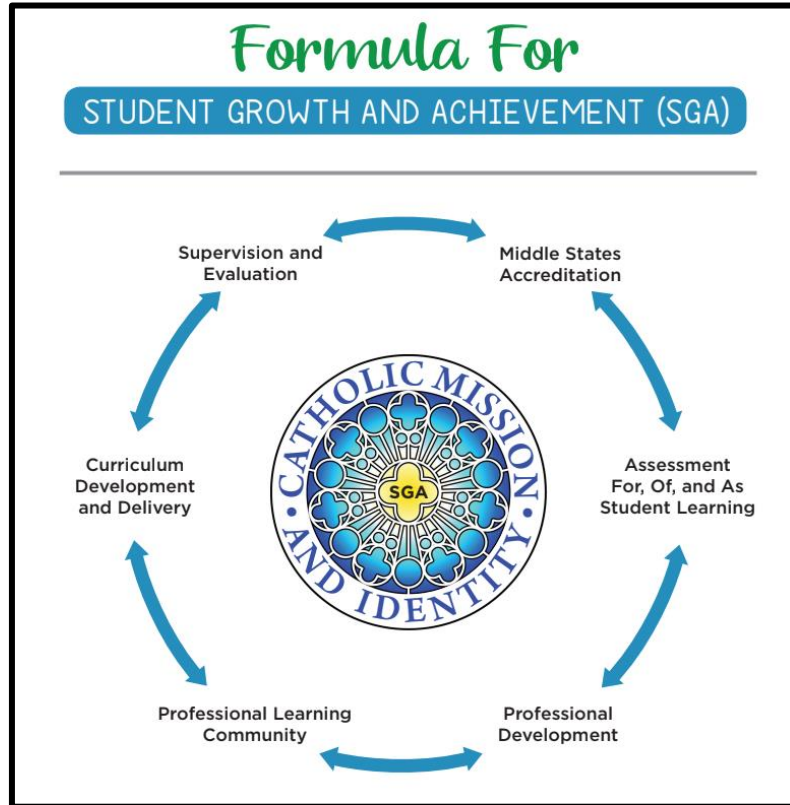 Formula For
STUDENT GROWTH AND ACHIEVEMENT (SGA)
Supervision and
Evaluation
Middle States
Accreditation
CATHOLIC MISSION
• AND IDENTITY •
SGA
Curriculum
Development
and Delivery
Assessment
For, Of, and As
Student Learning
Professional Learning
Community
Professional
Development